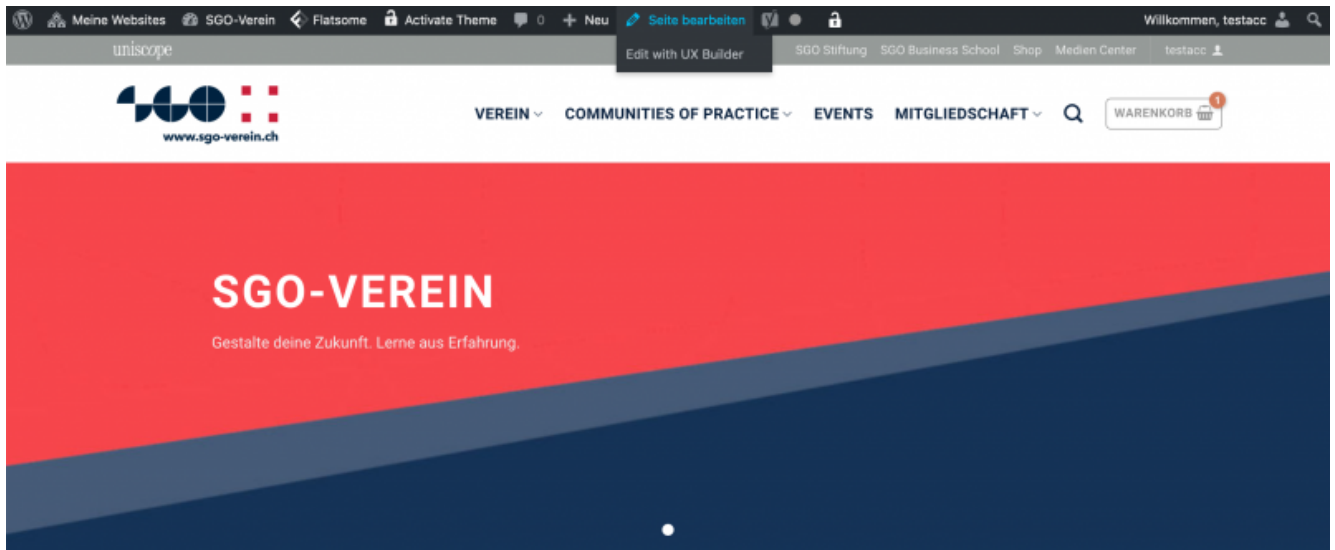 Meine Websites SGO-Verein Flatsome Activate Theme 0 + Neu Seite bearbeiten Willkommen, testacc
uniscope Edit with UX Builder SGO Stiftung SGO Business School Shop Medien Center testacc
SGO
www.sgo-verein.ch
VEREIN COMMUNITIES OF PRACTICE EVENTS MITGLIEDSCHAFT WARENKORB 1
SGO-VEREIN
Gestalte deine Zukunft. Lerne aus Erfahrung.